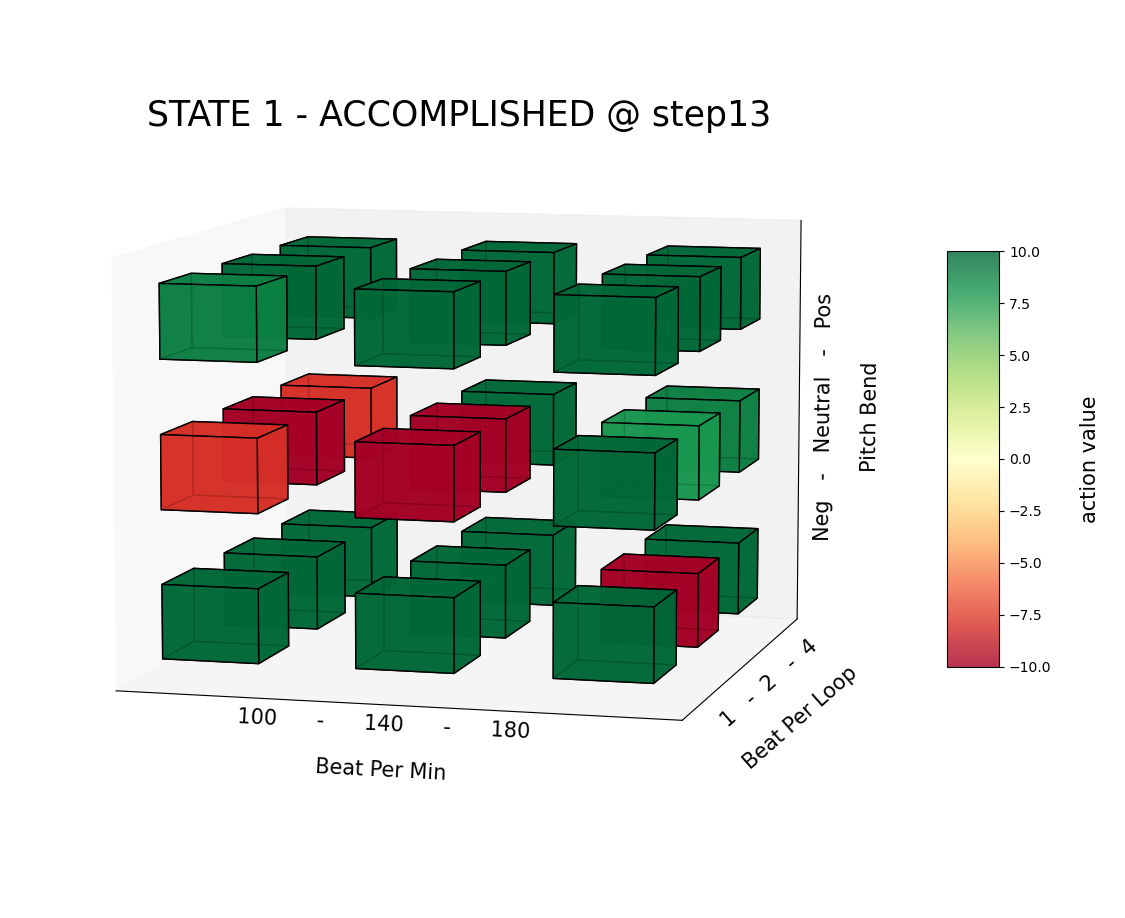 STATE 1 - ACCOMPLISHED @ step13
Neg - Neutral - Pos
Pitch Bend
1 - 2 - 4
Beat Per Loop
100 - 140 - 180
Beat Per Min
10.0
7.5
5.0
2.5
0.0
−2.5
−5.0
−7.5
−10.0
action value